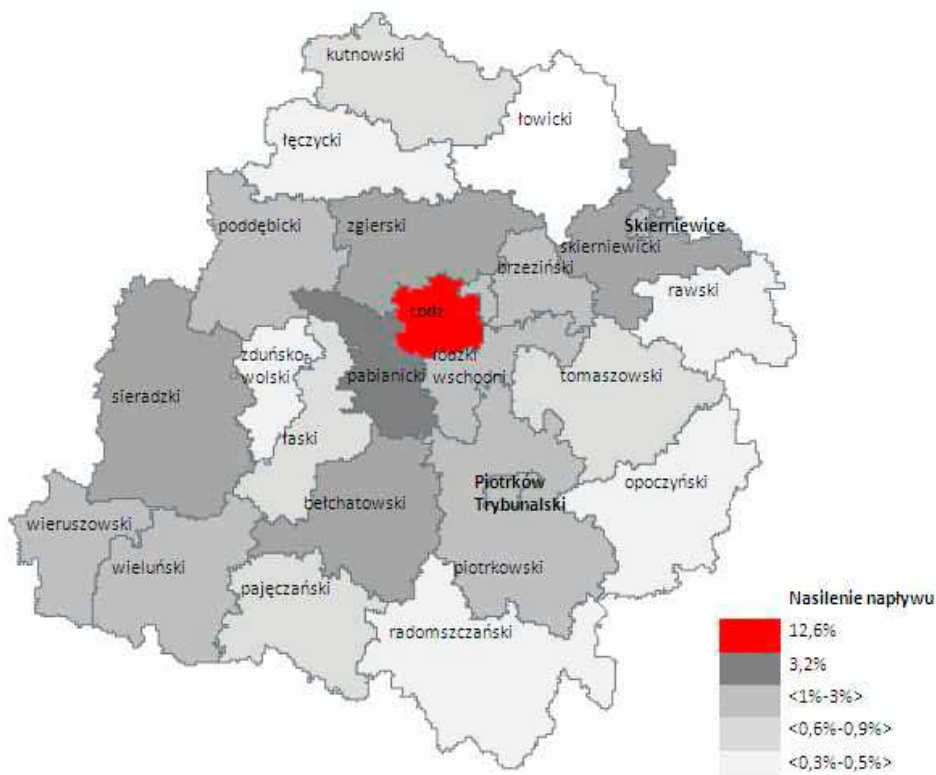 kutnowski
łowicki
łęczycki
poddębicki
zgierski
Skierniewice
skierniewicki
brzeziński
rawski
Łódź
zduńsko-
wolski
pabianicki
łódzki
wschodni
tomaszowski
sieradzki
łaski
bełchatowski
Piotrków
Trybunalski
opoczyński
wieruszowski
wieluński
pajęczański
piotrkowski
radomszczański
Nasilenie napływu
12,6%
3,2%
<1%-3%>
<0,6%-0,9%>
<0,3%-0,5%>